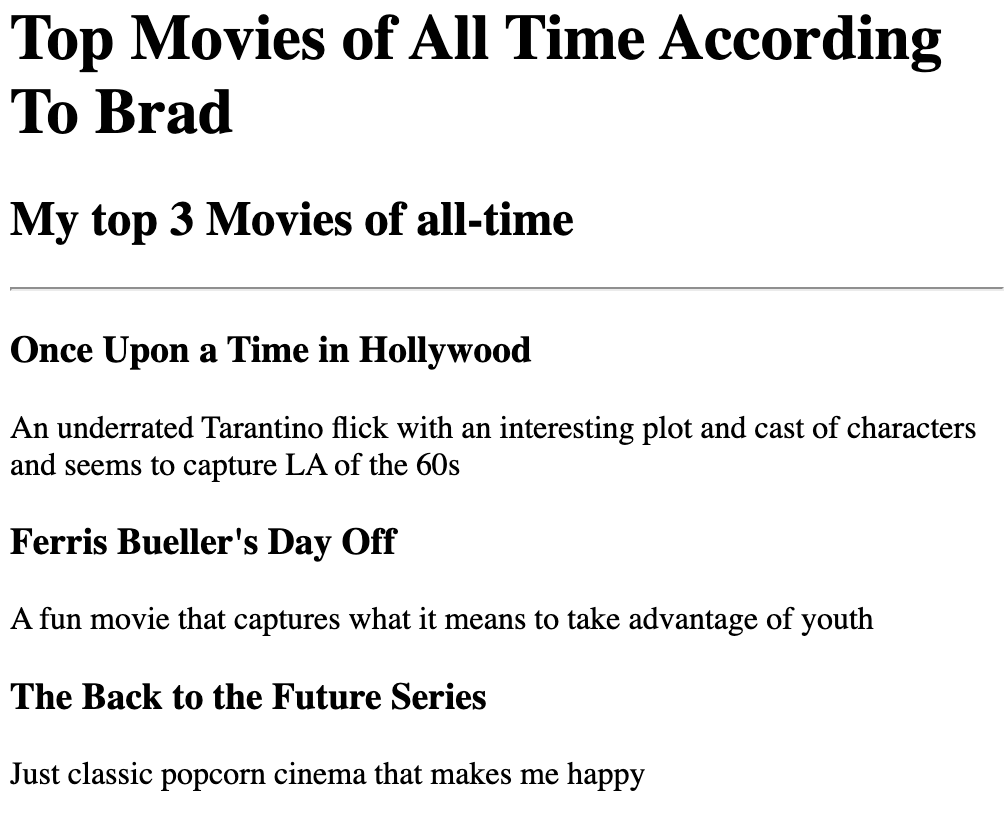 Top Movies of All Time According
To Brad
My top 3 Movies of all-time
Once Upon a Time in Hollywood
An underrated Tarantino flick with an interesting plot and cast of characters
and seems to capture LA of the 60s
Ferris Bueller's Day Off
A fun movie that captures what it means to take advantage of youth
The Back to the Future Series
Just classic popcorn cinema that makes me happy